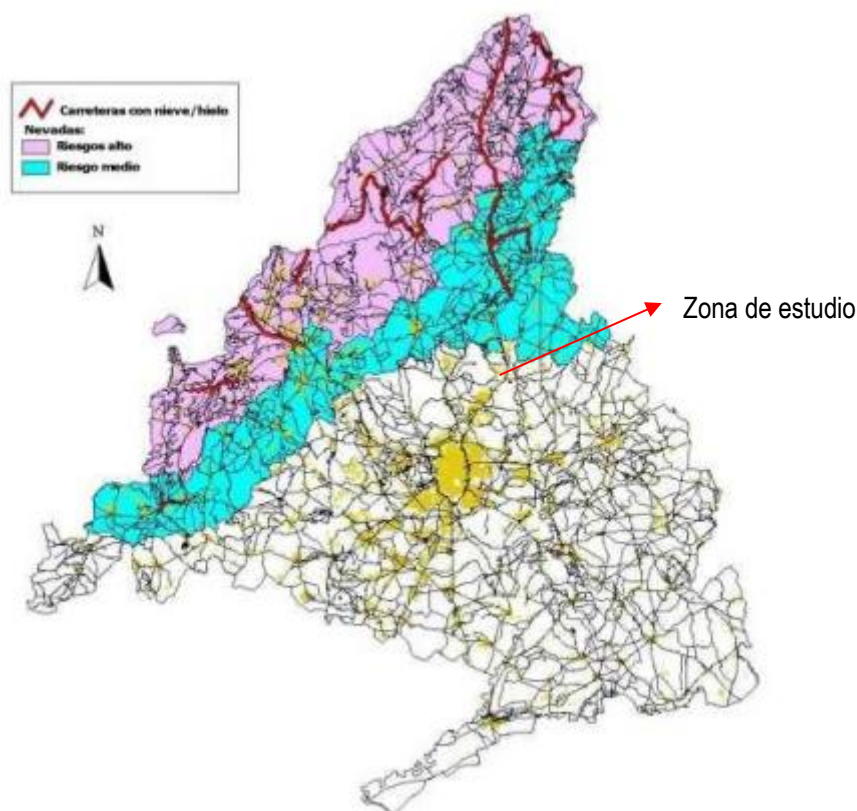 Carreteras con nieve/hielo
Nevadas:
Riesgos alto
Riesgo medio
N
Zona de estudio